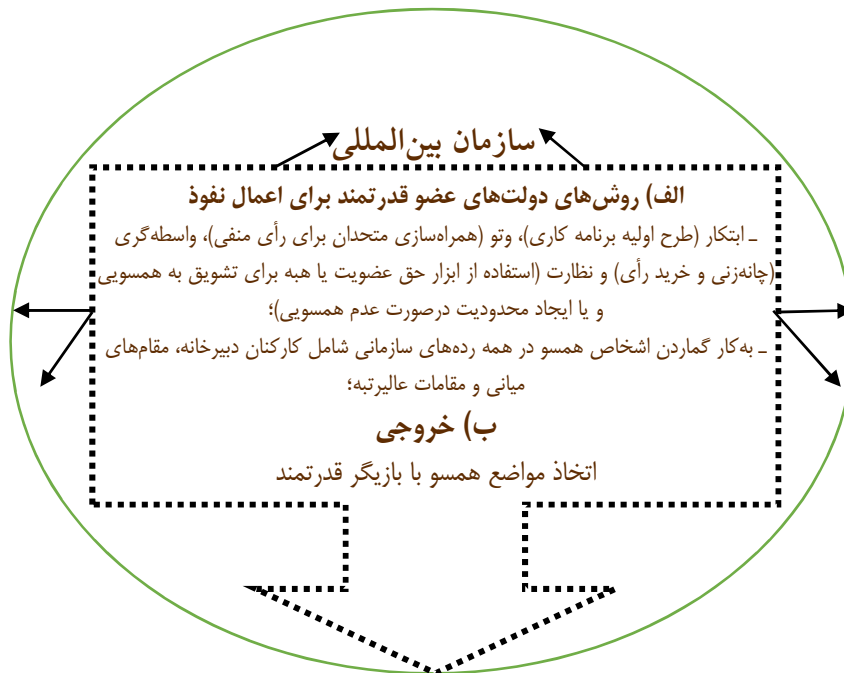 سازمان بین‌المللی
الف) روش‌های دولت‌های عضو قدرتمند برای اعمال نفوذ
ـ ابتکار (طرح اولیه برنامه کاری)، وتو (همراه‌سازی متحدان برای رأی منفی)، واسطه‌گری
(چانه‌زنی و خرید رأی) و نظارت (استفاده از ابزار حق عضویت یا هبه برای تشویق به همسویی
و یا ایجاد محدودیت درصورت عدم همسویی)؛
ـ به‌کار گماردن اشخاص همسو در همه رده‌های سازمانی شامل کارکنان دبیرخانه، مقام‌های
میانی و مقامات عالیرتبه؛
ب) خروجی
اتخاذ مواضع همسو با بازیگر قدرتمند